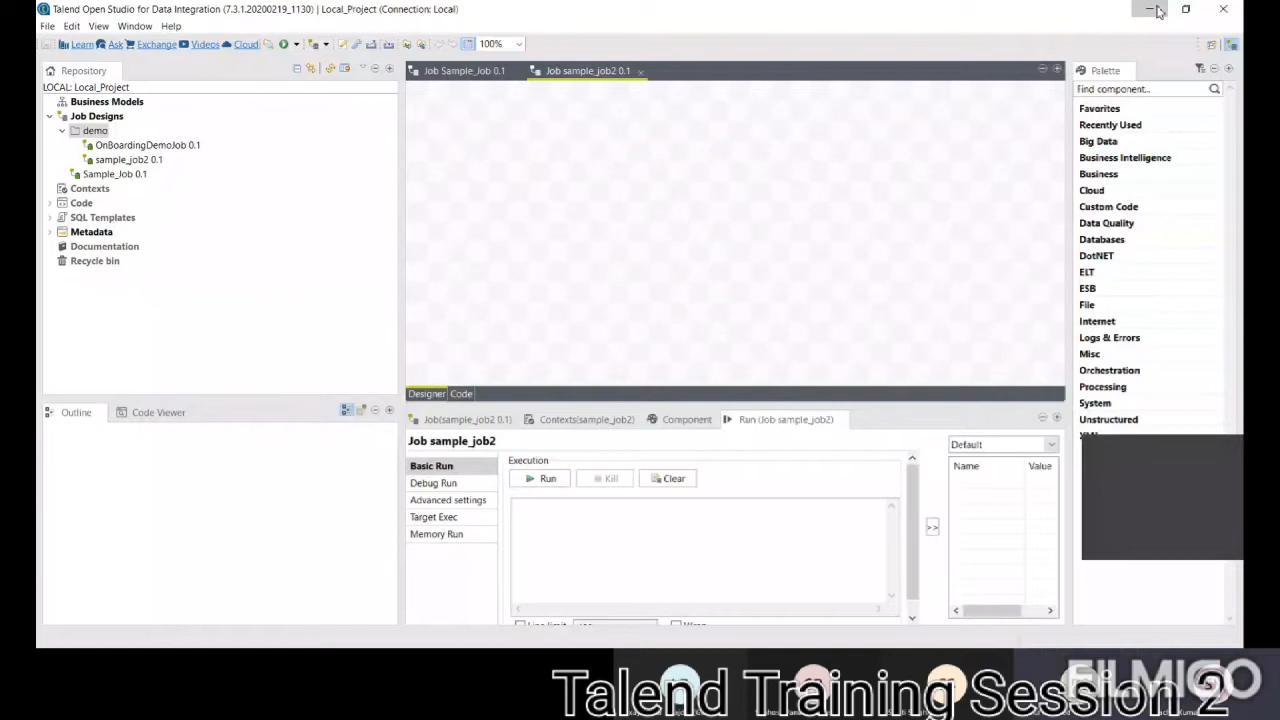 Talend Open Studio for Data Integration (7.3.1.20200219_1130) | Local_Project (Connection: Local)
File Edit View Window Help
Learn Ask Exchange Videos Cloud 100%
Repository
LOCAL: Local_Project
Business Models
Job Designs
demo
OnBoardingDemoJob 0.1
sample_job2 0.1
Sample_Job 0.1
Contexts
Code
SQL Templates
Metadata
Documentation
Recycle bin
Outline Code Viewer
Job Sample_Job 0.1 Job sample_job2 0.1
Designer Code
Job(sample_job2 0.1) Contexts(sample_job2) Component Run (Job sample_job2)
Job sample_job2
Basic Run
Debug Run
Advanced settings
Target Exec
Memory Run
Execution
Run Kill Clear
>>
Default
Name Value
Palette
Find component...
Favorites
Recently Used
Big Data
Business Intelligence
Business
Cloud
Custom Code
Data Quality
Databases
DotNET
ELT
ESB
File
Internet
Logs & Errors
Misc
Orchestration
Processing
System
Unstructured
Talend Training Session 2